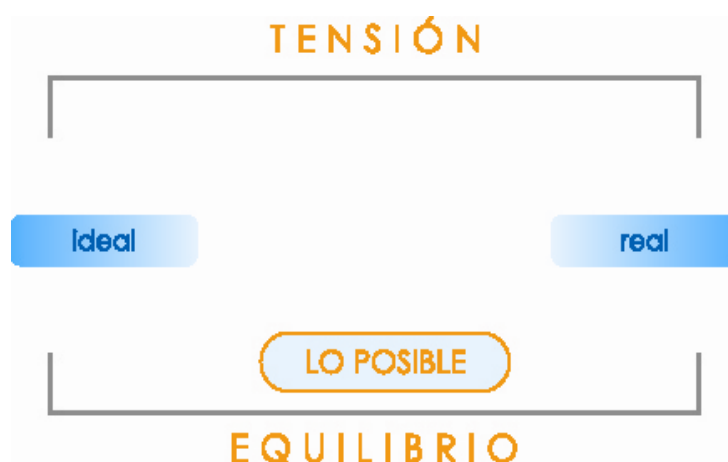 TENSIÓN
ideal
real
LO POSIBLE
EQUILIBRIO